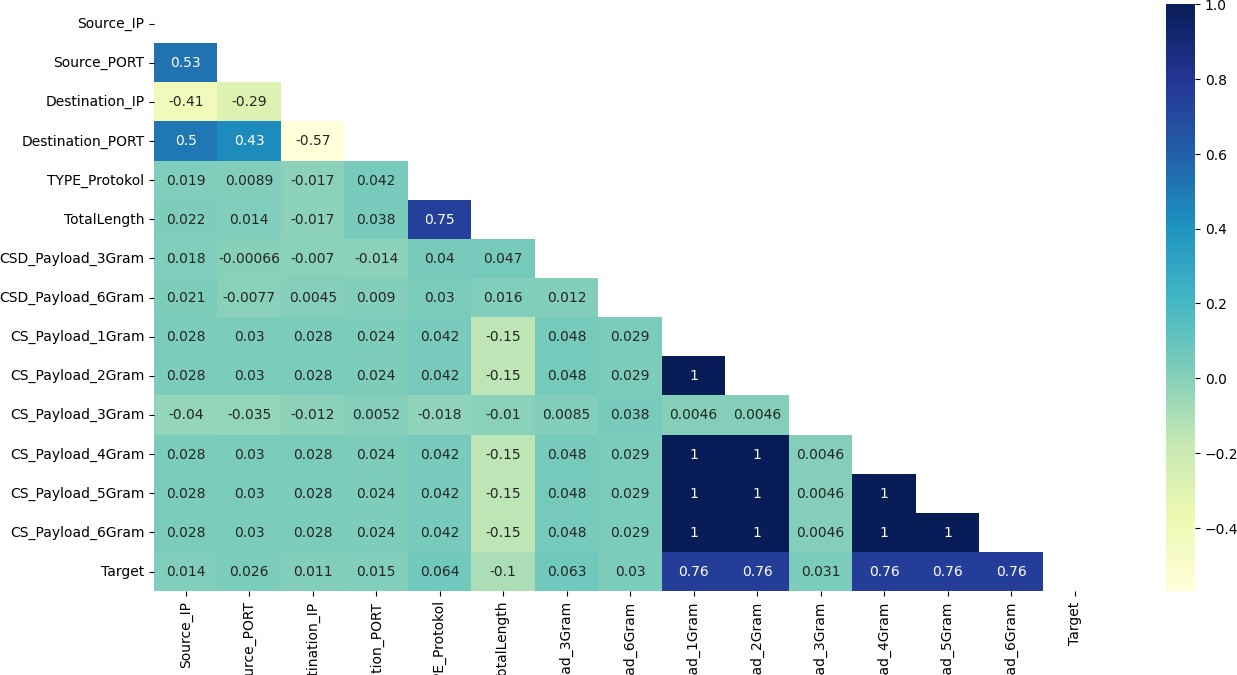 Source_IP
Source_PORT 0.53
Destination_IP -0.41 -0.29
Destination_PORT 0.5 0.43 -0.57
TYPE_Protokol 0.019 0.0089 -0.017 0.042
TotalLength 0.022 0.014 -0.017 0.038 0.75
CSD_Payload_3Gram 0.018 -0.00066 -0.007 -0.014 0.04 0.047
CSD_Payload_6Gram 0.021 -0.0077 0.0045 0.009 0.03 0.016 0.012
CS_Payload_1Gram 0.028 0.03 0.028 0.024 0.042 -0.15 0.048 0.029
CS_Payload_2Gram 0.028 0.03 0.028 0.024 0.042 -0.15 0.048 0.029 1
CS_Payload_3Gram -0.04 -0.035 -0.012 0.0052 -0.018 -0.01 0.0085 0.038 0.0046 0.0046
CS_Payload_4Gram 0.028 0.03 0.028 0.024 0.042 -0.15 0.048 0.029 1 1 0.0046
CS_Payload_5Gram 0.028 0.03 0.028 0.024 0.042 -0.15 0.048 0.029 1 1 0.0046 1
CS_Payload_6Gram 0.028 0.03 0.028 0.024 0.042 -0.15 0.048 0.029 1 1 0.0046 1 1
Target 0.014 0.026 0.011 0.015 0.064 -0.1 0.063 0.03 0.76 0.76 0.031 0.76 0.76 0.76
Source_IP
urce_PORT
tination_IP
tion_PORT
PE_Protokol
otalLength
ad_3Gram
ad_6Gram
ad_1Gram
ad_2Gram
ad_3Gram
ad_4Gram
ad_5Gram
ad_6Gram
Target
1.0
0.8
0.6
0.4
0.2
0.0
−0.2
−0.4